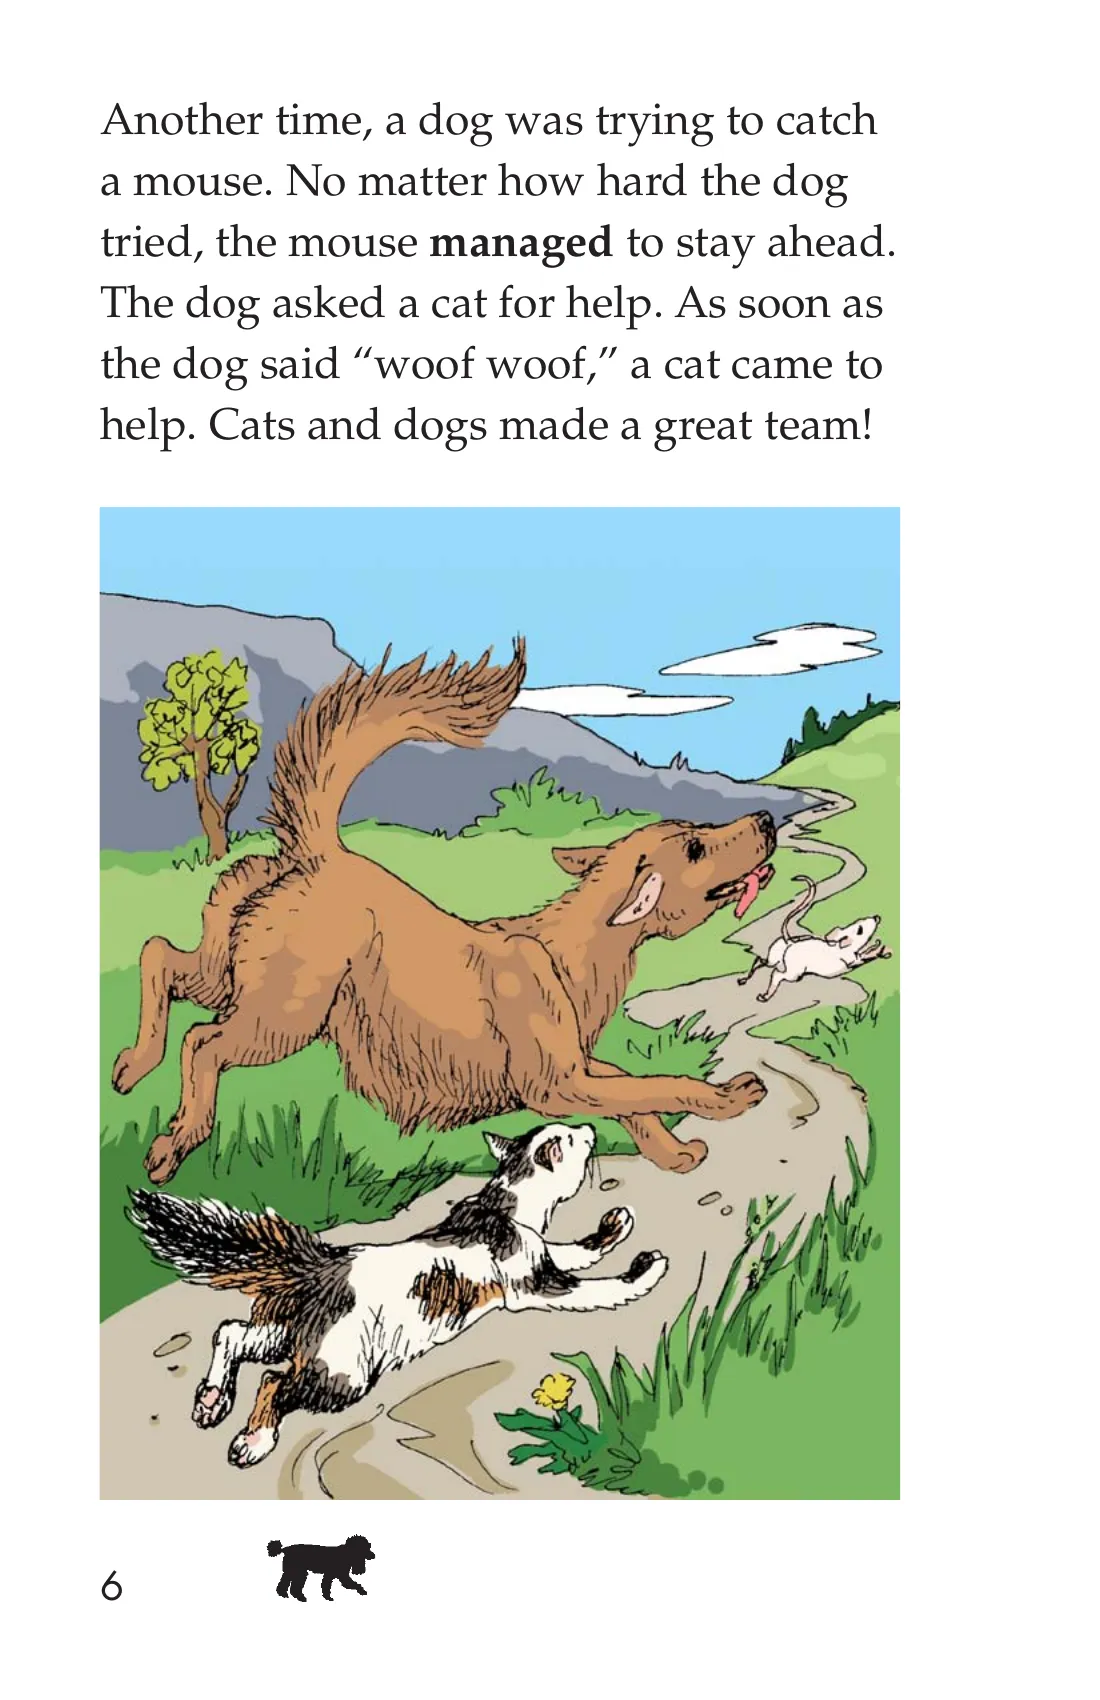 Another time, a dog was trying to catch
a mouse. No matter how hard the dog
tried, the mouse managed to stay ahead.
The dog asked a cat for help. As soon as
the dog said “woof woof,” a cat came to
help. Cats and dogs made a great team!
6